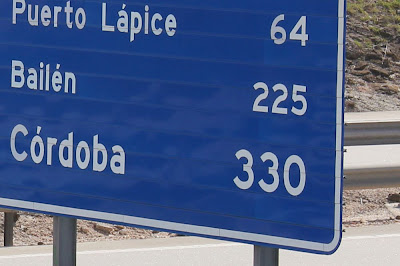 Puerto Lápice 64
Bailén 225
Córdoba 330